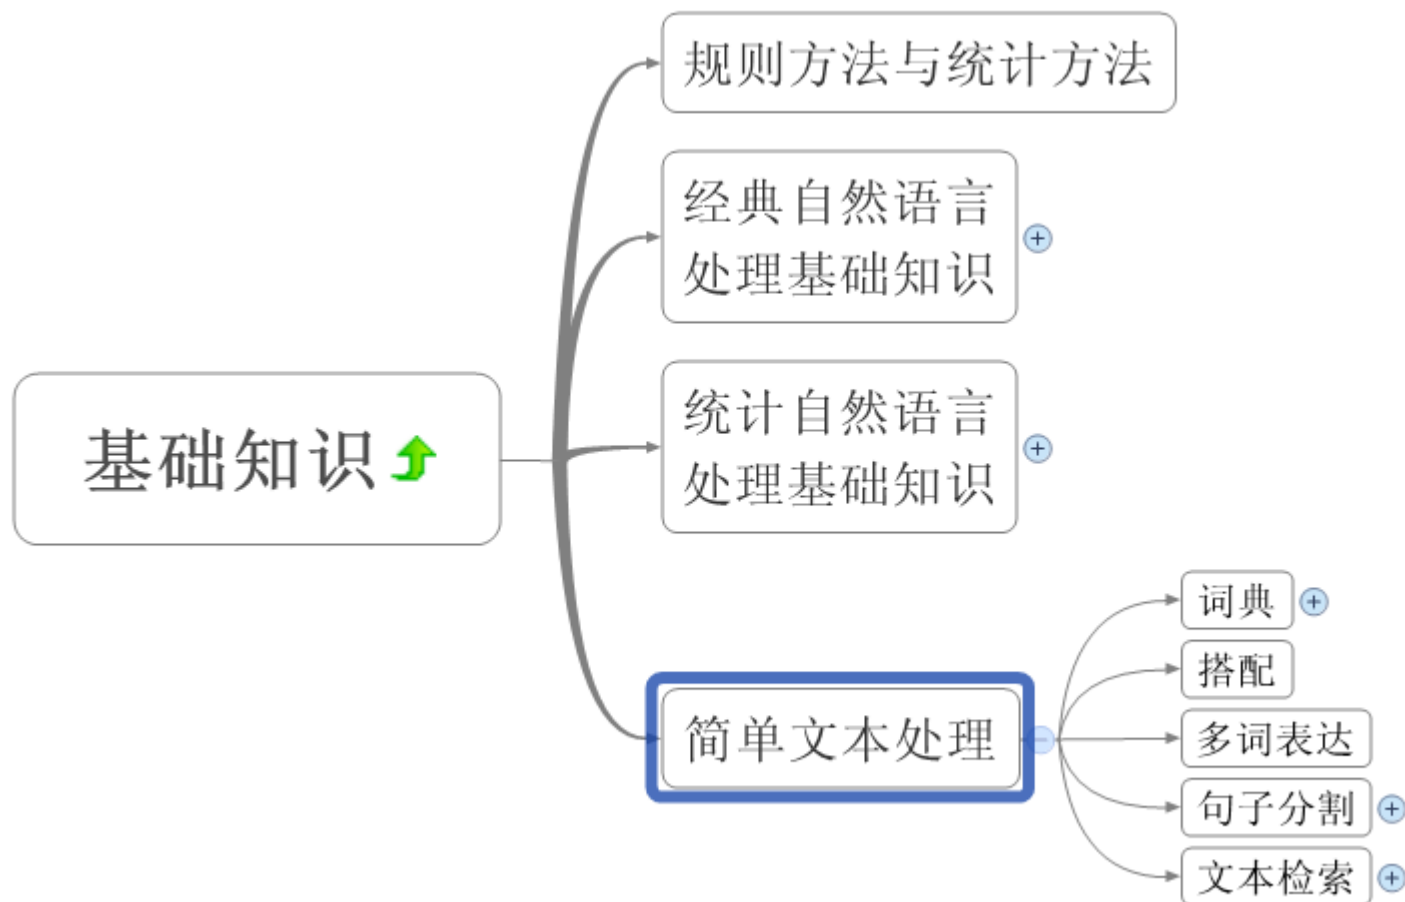 规则方法与统计方法
经典自然语言
处理基础知识
统计自然语言
处理基础知识
基础知识
词典
搭配
简单文本处理
多词表达
句子分割
文本检索